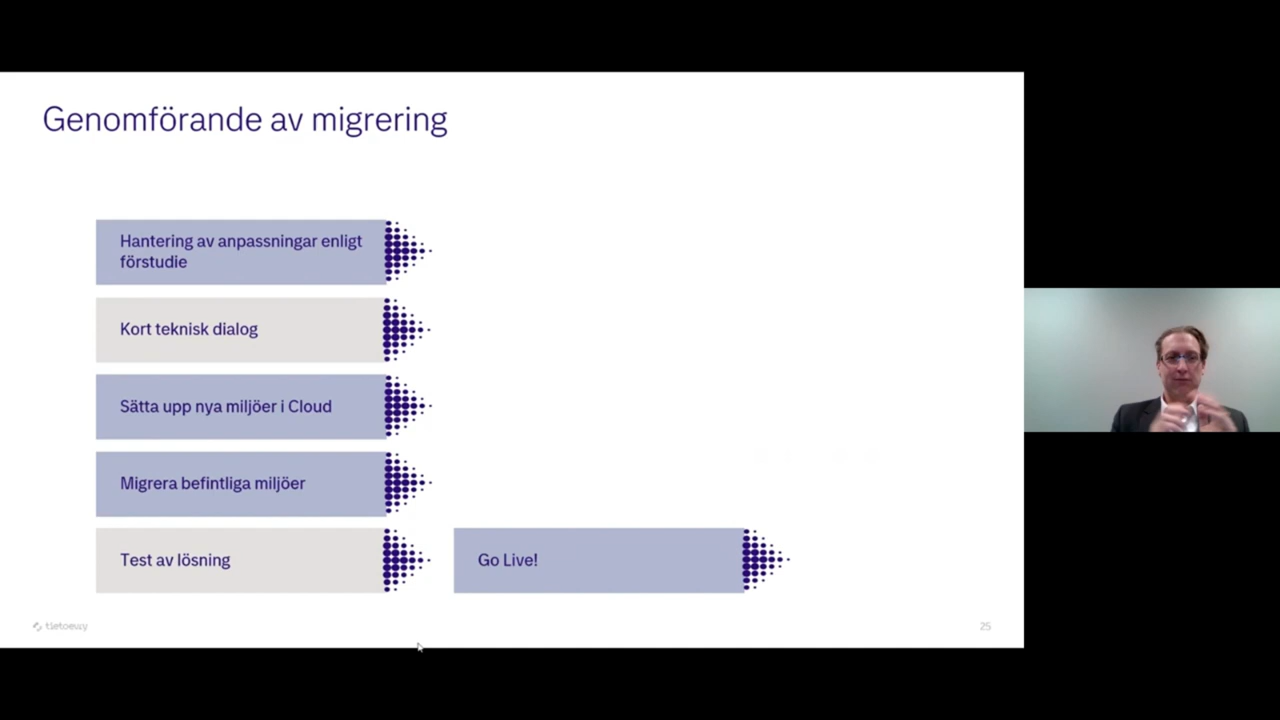 Genomförande av migrering
Hantering av anpassningar enligt
förstudie
Kort teknisk dialog
Sätta upp nya miljöer i Cloud
Migrera befintliga miljöer
Test av lösning
Go Live!
tietoevry
25